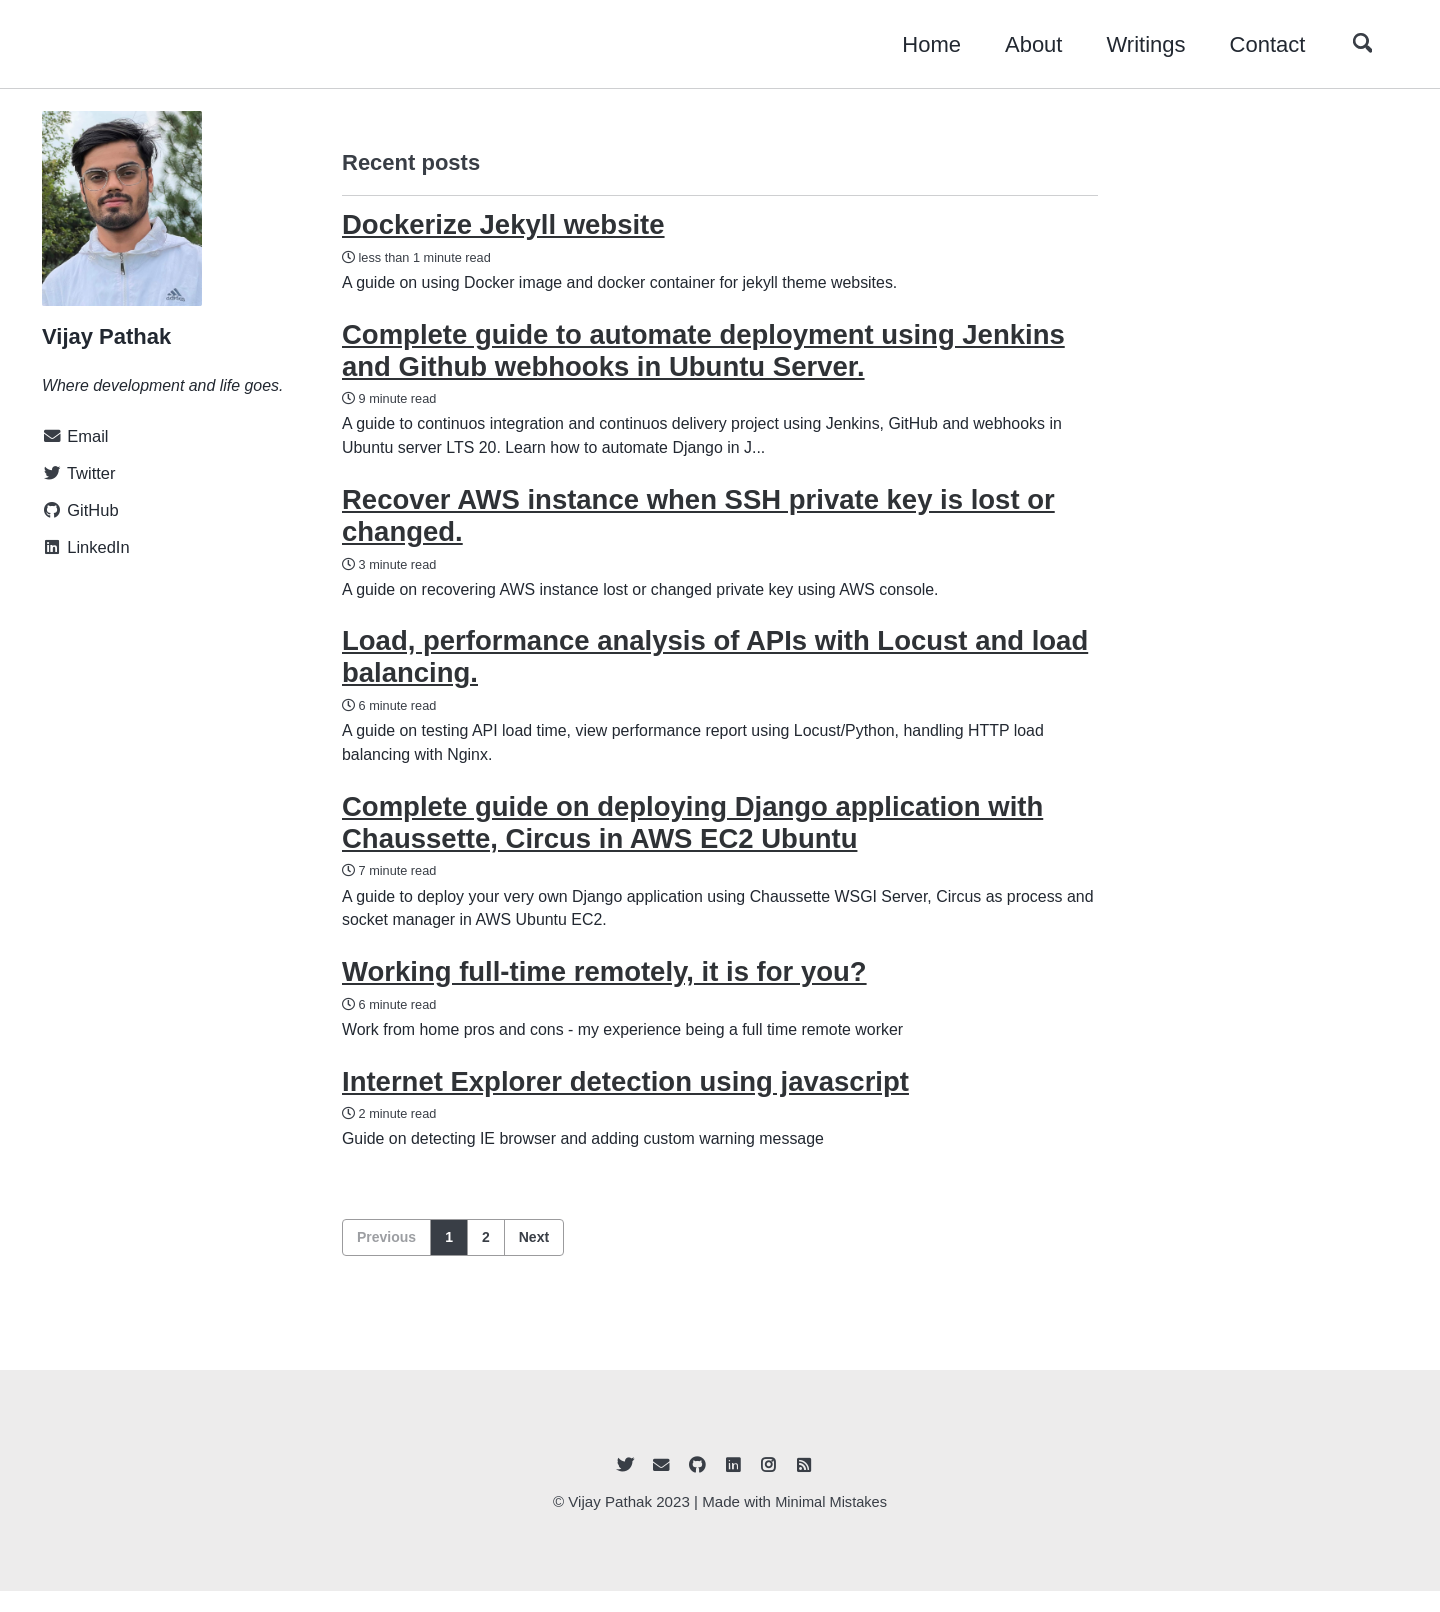 Home About Writings Contact
Vijay Pathak
Where development and life goes.
Email
Twitter
GitHub
LinkedIn
Recent posts
Dockerize Jekyll website
less than 1 minute read
A guide on using Docker image and docker container for jekyll theme websites.
Complete guide to automate deployment using Jenkins
and Github webhooks in Ubuntu Server.
9 minute read
A guide to continuos integration and continuos delivery project using Jenkins, GitHub and webhooks in
Ubuntu server LTS 20. Learn how to automate Django in J...
Recover AWS instance when SSH private key is lost or
changed.
3 minute read
A guide on recovering AWS instance lost or changed private key using AWS console.
Load, performance analysis of APIs with Locust and load
balancing.
6 minute read
A guide on testing API load time, view performance report using Locust/Python, handling HTTP load
balancing with Nginx.
Complete guide on deploying Django application with
Chaussette, Circus in AWS EC2 Ubuntu
7 minute read
A guide to deploy your very own Django application using Chaussette WSGI Server, Circus as process and
socket manager in AWS Ubuntu EC2.
Working full-time remotely, it is for you?
6 minute read
Work from home pros and cons - my experience being a full time remote worker
Internet Explorer detection using javascript
2 minute read
Guide on detecting IE browser and adding custom warning message
Previous 1 2 Next
© Vijay Pathak 2023 | Made with Minimal Mistakes